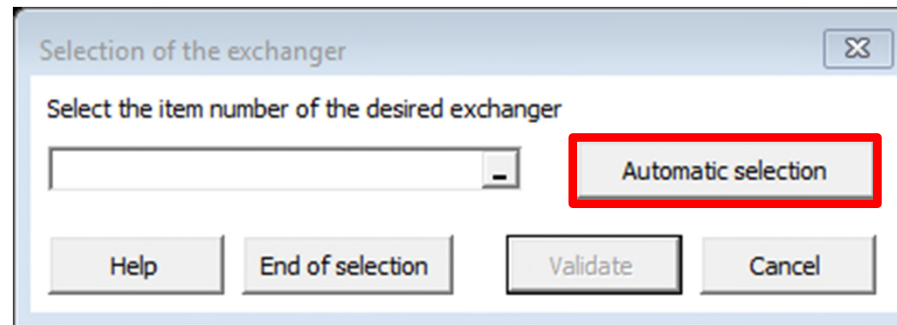 Selection of the exchanger
Select the item number of the desired exchanger
Automatic selection
Help End of selection Validate Cancel